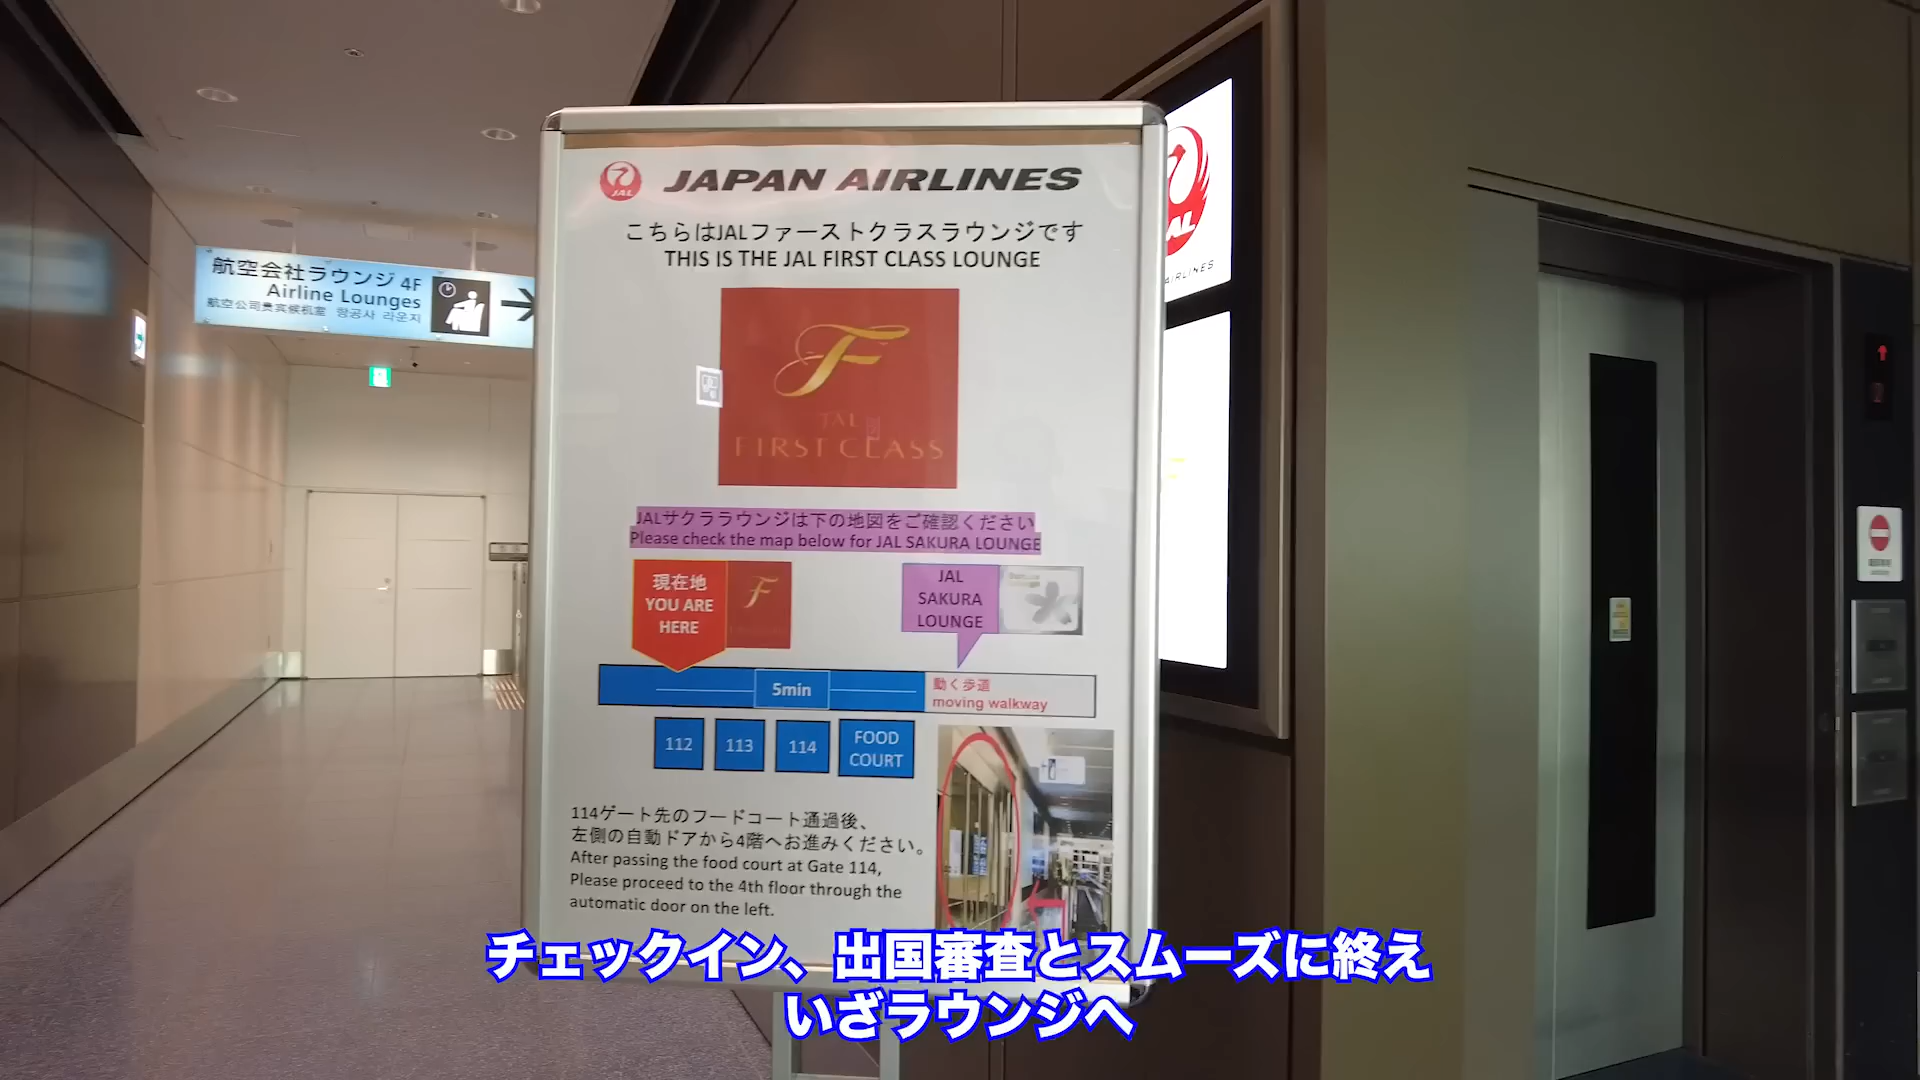 航空会社ラウンジ 4F
Airline Lounges
航空公司贵宾候机室 항공사 라운지
JAL
JAPAN AIRLINES
こちらはJALファーストクラスラウンジです
THIS IS THE JAL FIRST CLASS LOUNGE
F
JAL
FIRST CLASS
JALサクララウンジは下の地図をご確認ください
Please check the map below for JAL SAKURA LOUNGE
現在地
YOU ARE
HERE
F
JAL
SAKURA
LOUNGE
5min
動く歩道
moving walkway
112
113
114
FOOD
COURT
114ゲート先のフードコート通過後、
左側の自動ドアから4階へお進みください。
After passing the food court at Gate 114,
Please proceed to the 4th floor through the
automatic door on the left.
JAL
AIRLINES
チェックイン、出国審査とスムーズに終え
いざラウンジへ